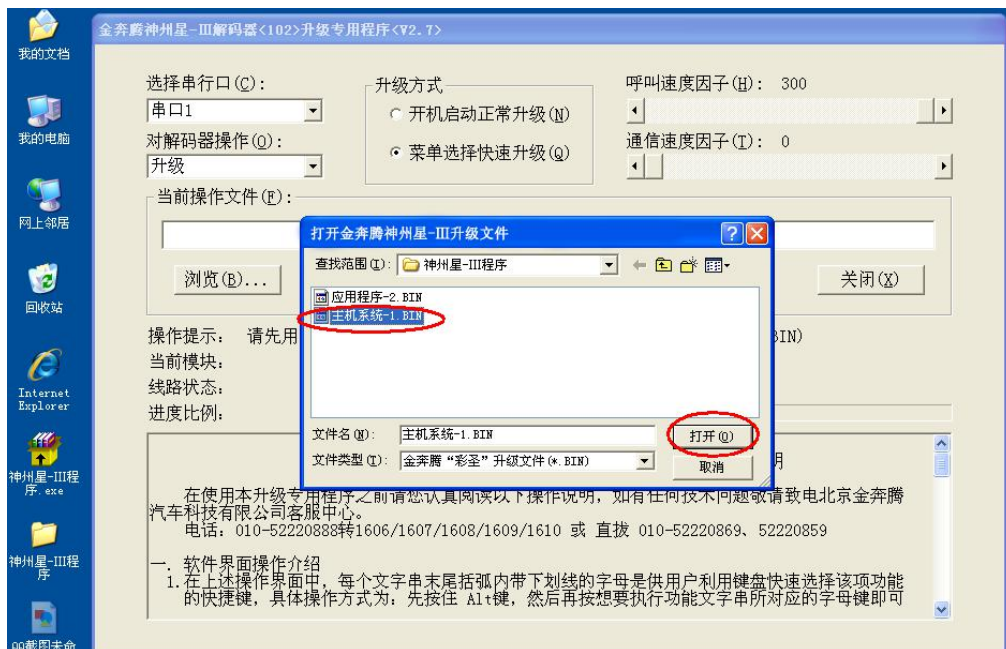 我的文档
我的电脑
网上邻居
回收站
Internet
Explorer
神州星-III程
序.exe
神州星-III程
序
QQ截图未命
金奔腾神州星-III解码器<102>升级专用程序<V2.7>
选择串行口(C):
串口1
对解码器操作(O):
升级
升级方式
开机启动正常升级(N)
菜单选择快速升级(Q)
呼叫速度因子(H): 300
通信速度因子(T): 0
当前操作文件(F):
浏览(B)...
关闭(X)
打开金奔腾神州星-III升级文件
查找范围(I):
神州星-III程序
应用程序-2.BIN
主机系统-1.BIN
文件名(N):
主机系统-1.BIN
打开(O)
文件类型(T):
金奔腾“彩圣”升级文件(*.BIN)
取消
操作提示: 请先用
BIN)
当前模块:
线路状态:
进度比例:
明
在使用本升级专用程序之前请您认真阅读以下操作说明,如有任何技术问题敬请致电北京金奔腾
汽车科技有限公司客服中心。
电话: 010-52220888转1606/1607/1608/1609/1610 或 直拨 010-52220869、52220859
一. 软件界面操作介绍
1.在上述操作界面中,每个文字串末尾括弧内带下划线的字母是供用户利用键盘快速选择该项功能
的快捷键,具体操作方式为: 先按住 Alt键,然后再按想要执行功能文字串所对应的字母键即可